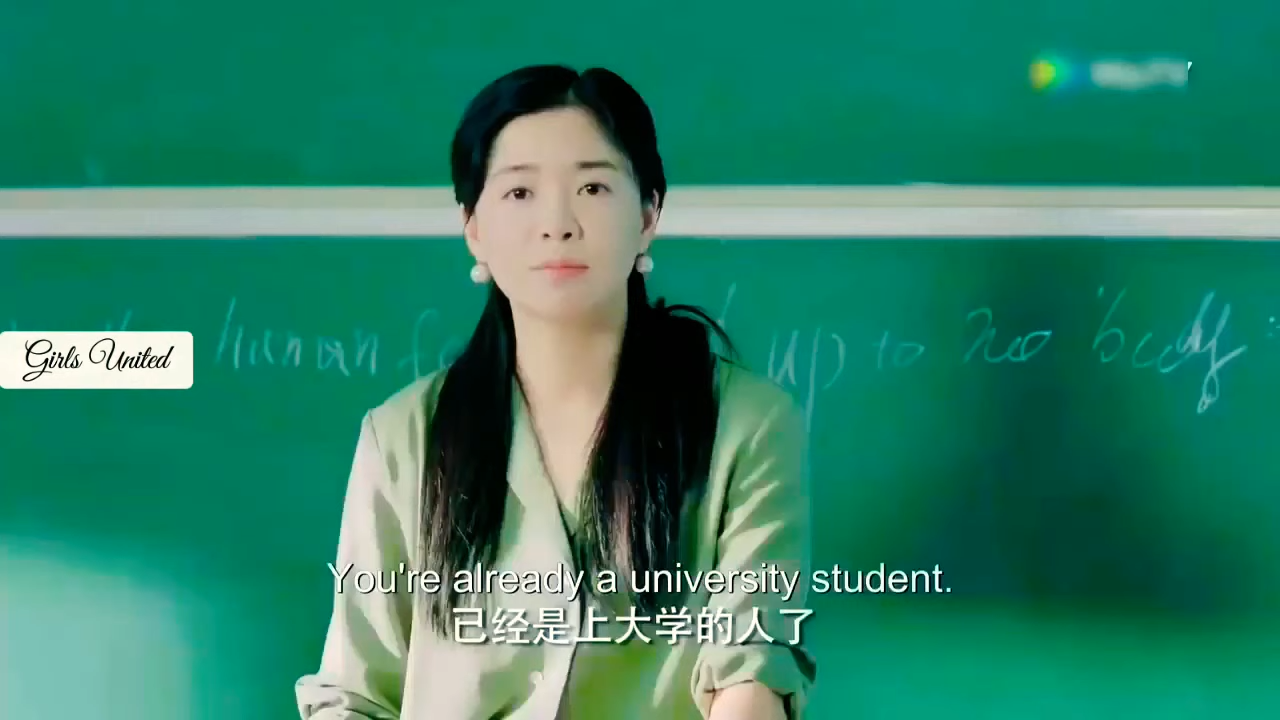 human
up to no body
Girls United
You're already a university student.
已经是上大学的人了